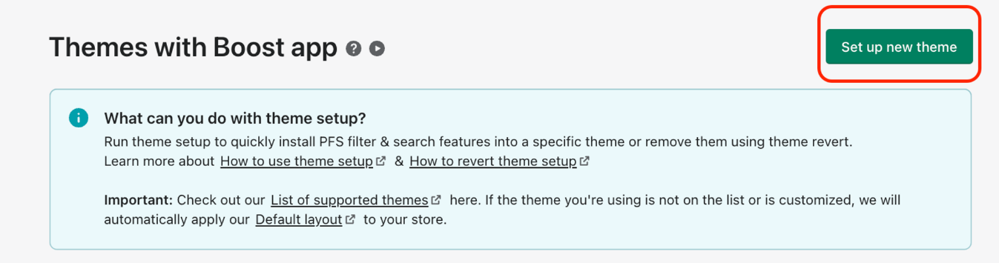 Themes with Boost app
Set up new theme
What can you do with theme setup?
Run theme setup to quickly install PFS filter & search features into a specific theme or remove them using theme revert.
Learn more about How to use theme setup & How to revert theme setup
Important: Check out our List of supported themes here. If the theme you're using is not on the list or is customized, we will
automatically apply our Default layout to your store.